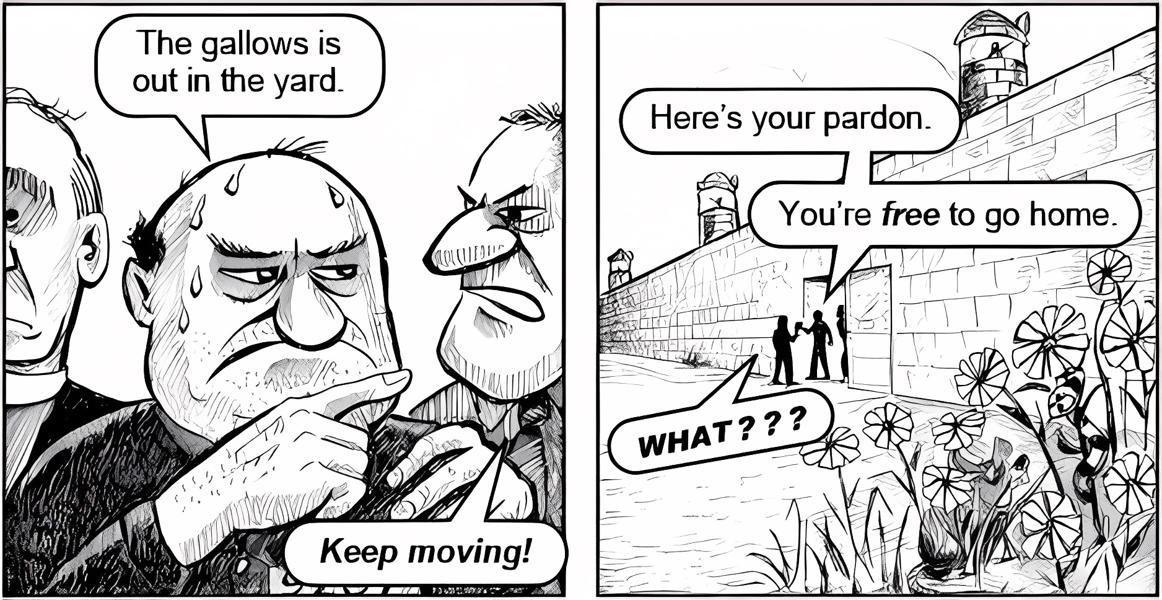 The gallows is
out in the yard.
Keep moving!
Here's your pardon.
You're free to go home.
WHAT???